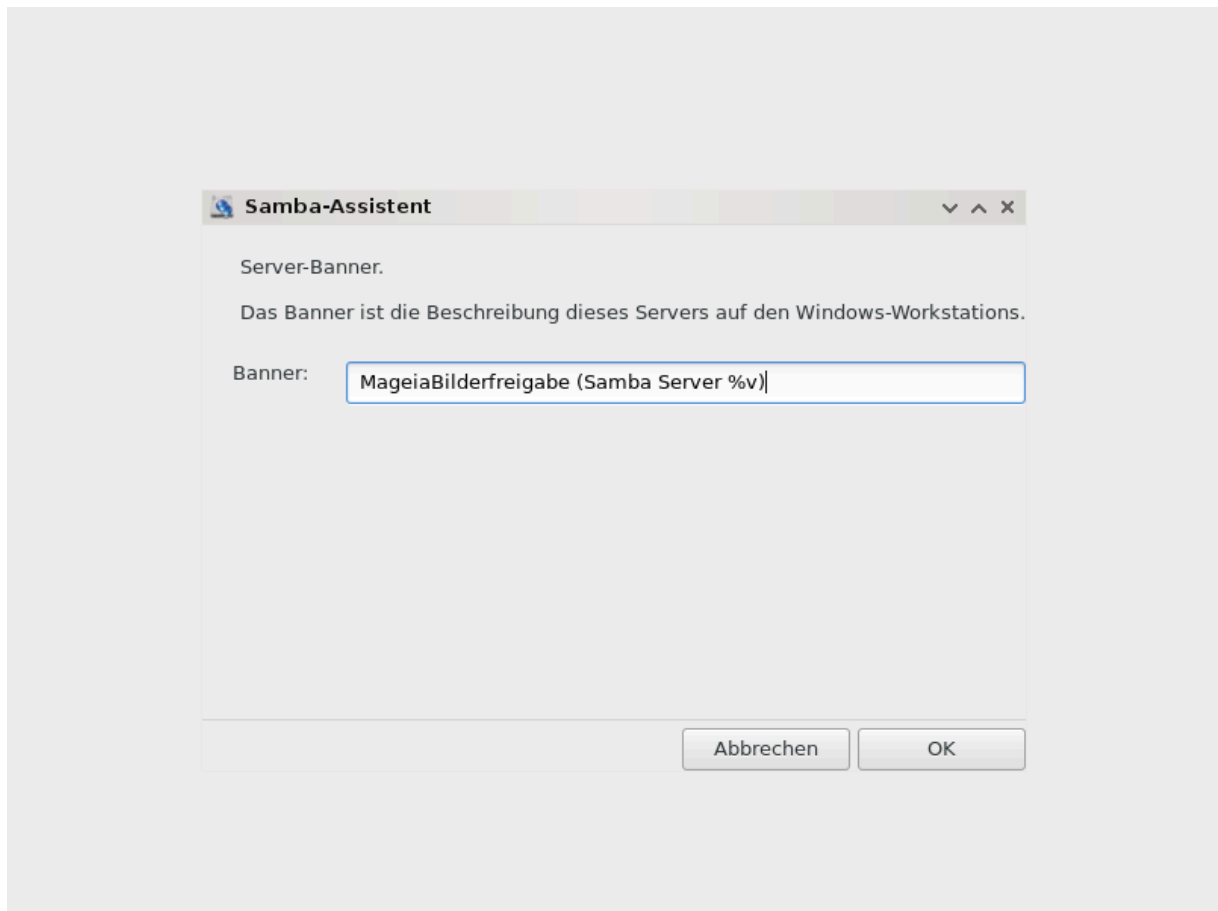 Samba-Assistent
Server-Banner.
Das Banner ist die Beschreibung dieses Servers auf den Windows-Workstations.
Banner: MageiaBilderfreigabe (Samba Server %v)
Abbrechen OK